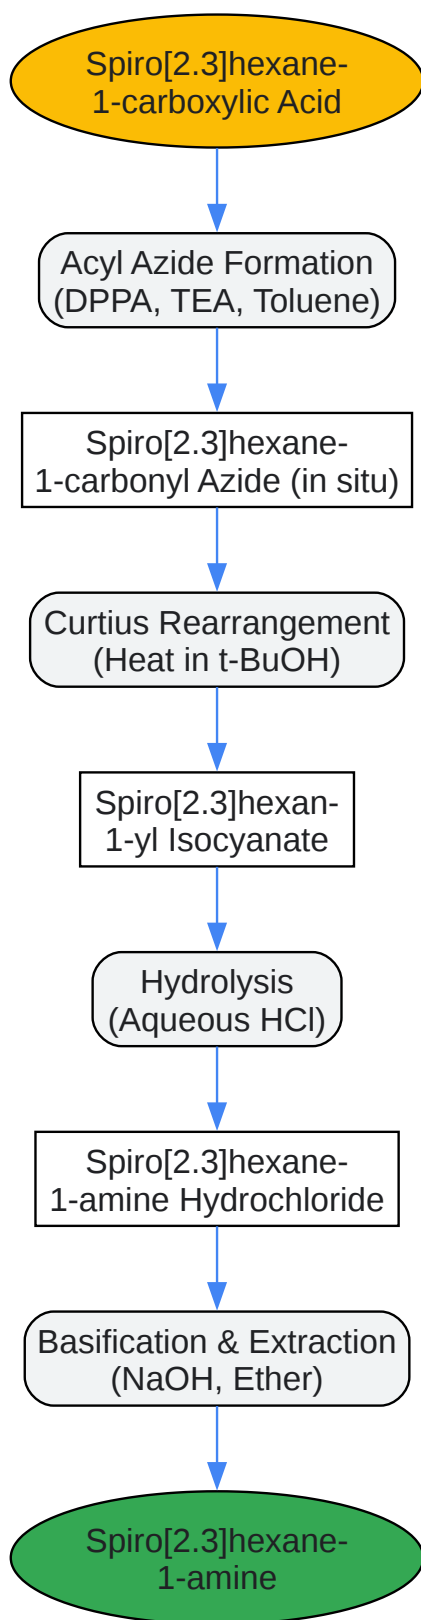 Spiro[2.3]hexane-
1-carboxylic Acid
Acyl Azide Formation
(DPPA, TEA, Toluene)
Spiro[2.3]hexane-
1-carbonyl Azide (in situ)
Curtius Rearrangement
(Heat in t-BuOH)
Spiro[2.3]hexan-
1-yl Isocyanate
Hydrolysis
(Aqueous HCl)
Spiro[2.3]hexane-
1-amine Hydrochloride
Basification & Extraction
(NaOH, Ether)
Spiro[2.3]hexane-
1-amine